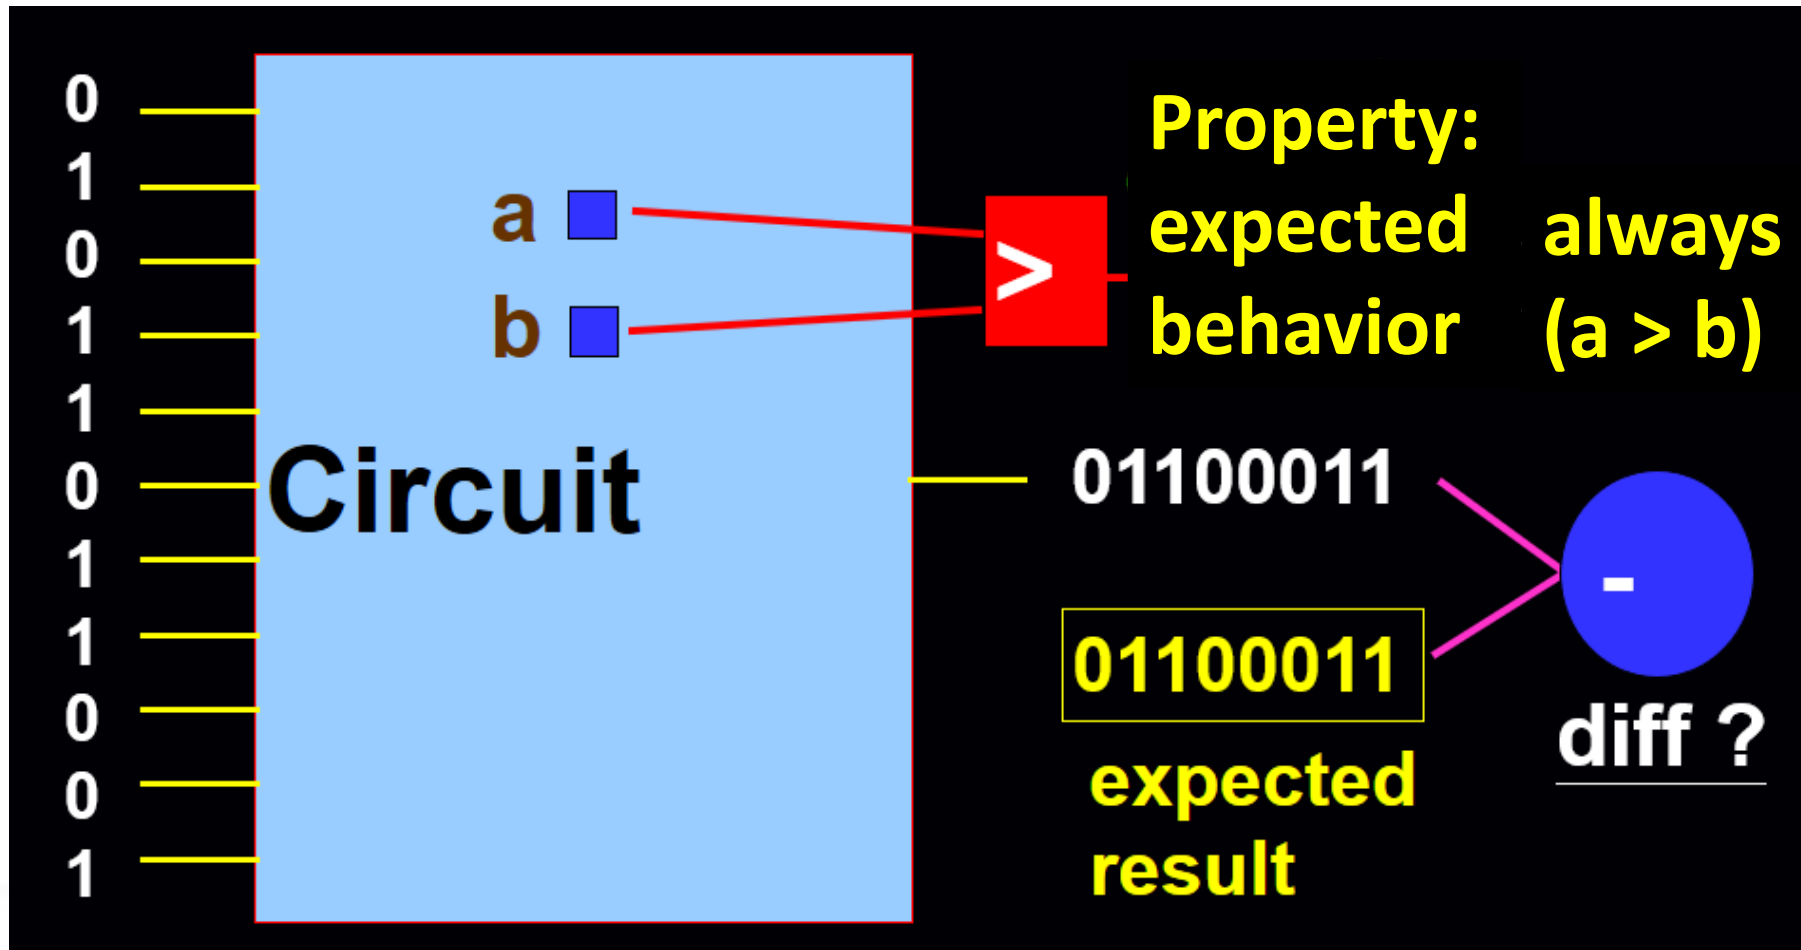 0
1
0
1
1
0
1
1
0
0
1
a
b
Circuit
>
Property:
expected
behavior
always
(a > b)
01100011
01100011
expected
result
-
diff ?